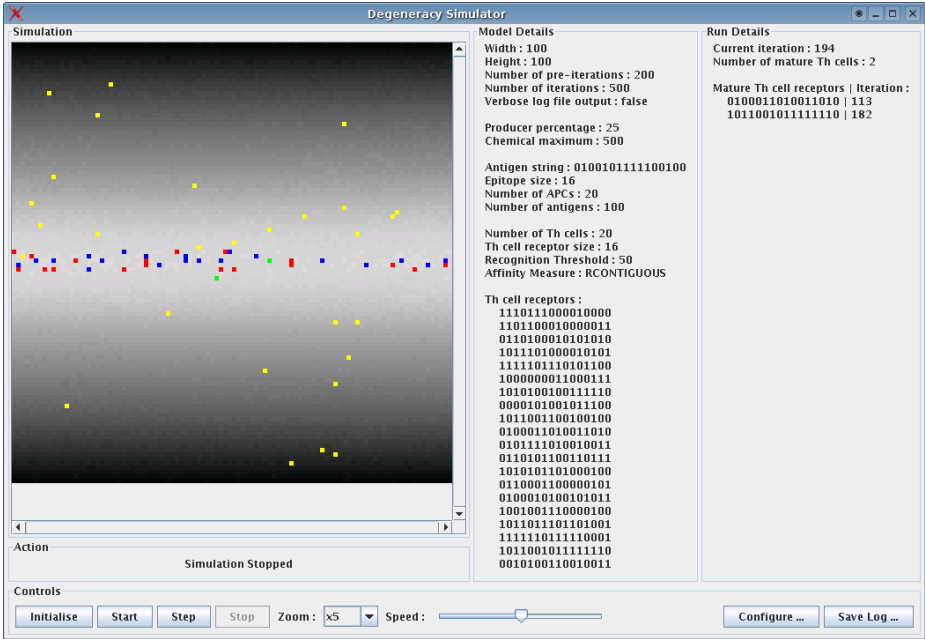 Degeneracy Simulator
Simulation
Model Details
Width : 100
Height : 100
Number of pre-iterations : 200
Number of iterations : 500
Verbose log file output : false
Producer percentage : 25
Chemical maximum : 500
Antigen string : 0100101111100100
Epitope size : 16
Number of APCs : 20
Number of antigens : 100
Number of Th cells : 20
Th cell receptor size : 16
Recognition Threshold : 50
Affinity Measure : RCONTIGUOUS
Th cell receptors :
1110111000010000
1101100010000011
0110100010101010
1011101000010101
1111101110101100
1000000011000111
1010100100111110
0000101001011100
1011001100100100
0100011010011010
0101111010010011
0110101100110111
1010101101000100
0110001100000101
0100010100101011
1001001110000100
1011011101101001
1111110111110001
1011001011111110
0010100110010011
Run Details
Current iteration : 194
Number of mature Th cells : 2
Mature Th cell receptors | Iteration :
0100011010011010 | 113
1011001011111110 | 182
Action
Simulation Stopped
Controls
Initialise Start Step Stop Zoom : x5 Speed : Configure ... Save Log ...